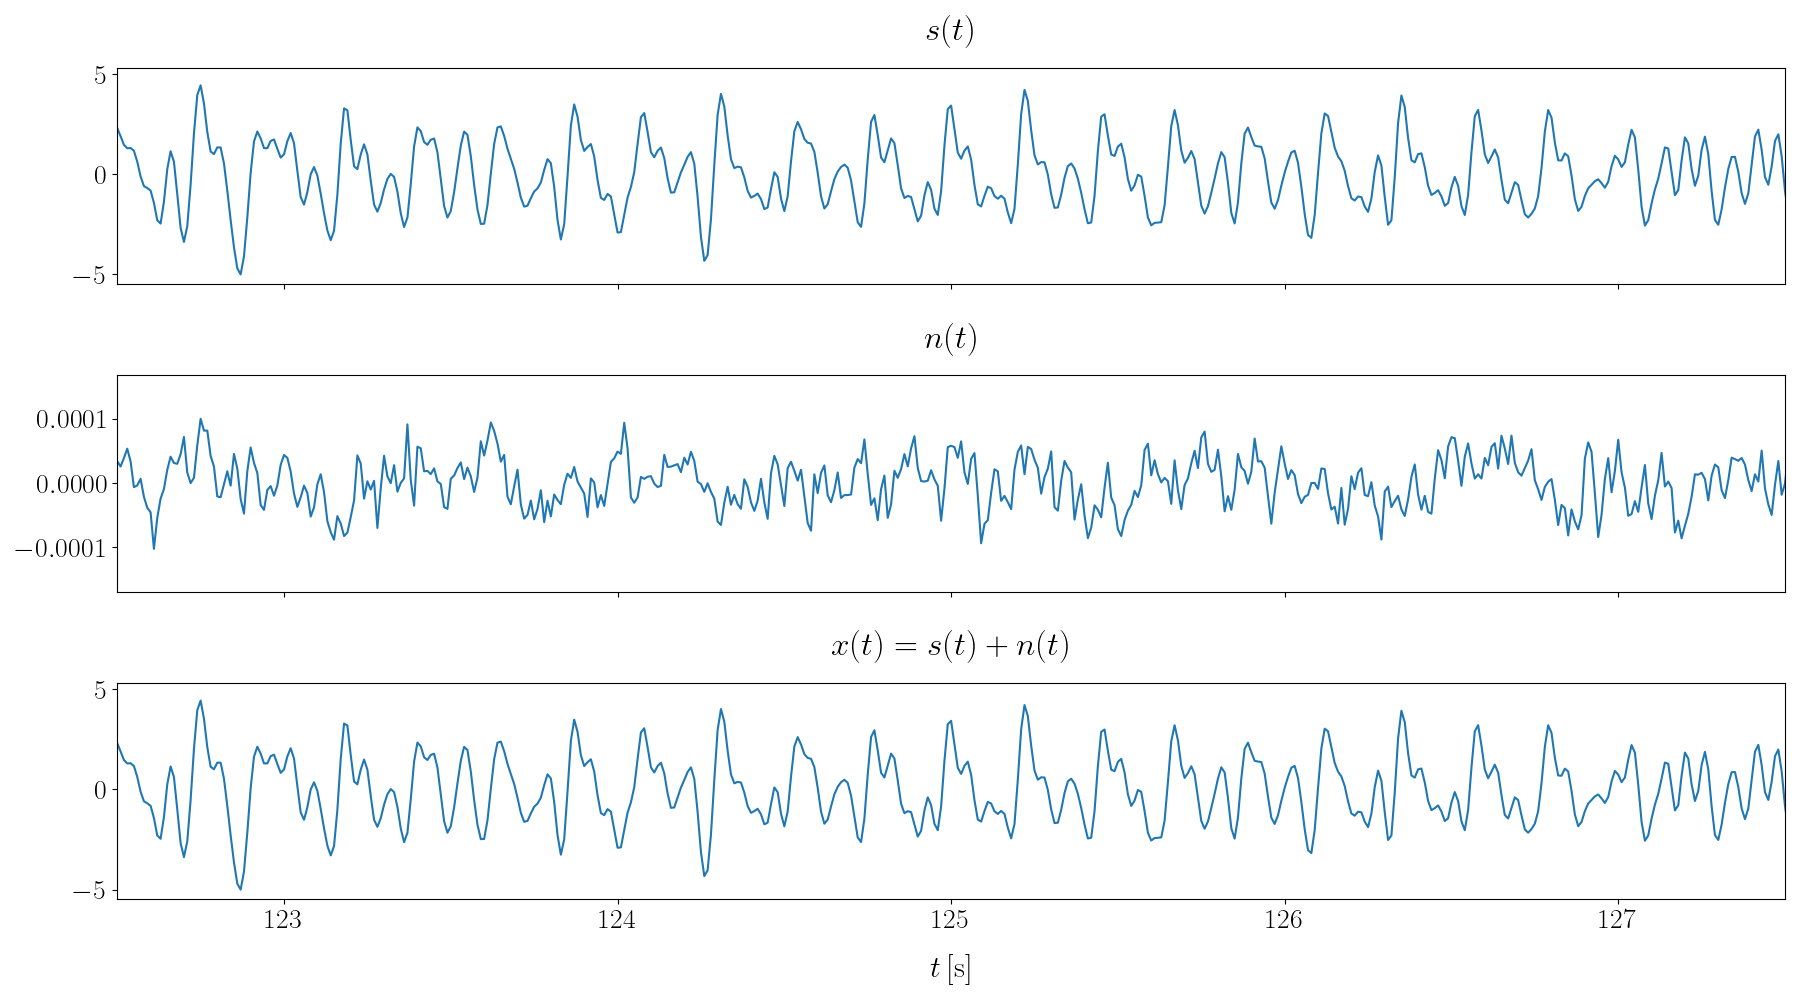 s(t)
5
0
−5
n(t)
0.0001
0.0000
−0.0001
x(t) = s(t) + n(t)
5
0
−5
123 124 125 126 127
t [s]